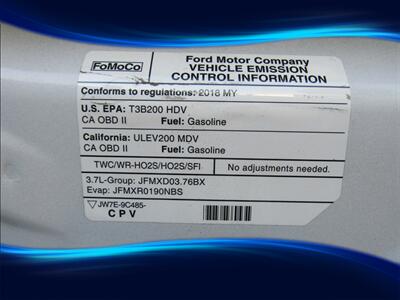 FoMoCo
Ford Motor Company
VEHICLE EMISSION
CONTROL INFORMATION
Conforms to regulations: 2018 MY
U.S. EPA: T3B200 HDV
CA OBD II Fuel: Gasoline
California: ULEV200 MDV
CA OBD II Fuel: Gasoline
TWC/WR-HO2S/HO2S/SFI No adjustments needed.
3.7L-Group: JFMXD03.76BX
Evap: JFMXR0190NBS
JW7E-9C485-
CPV